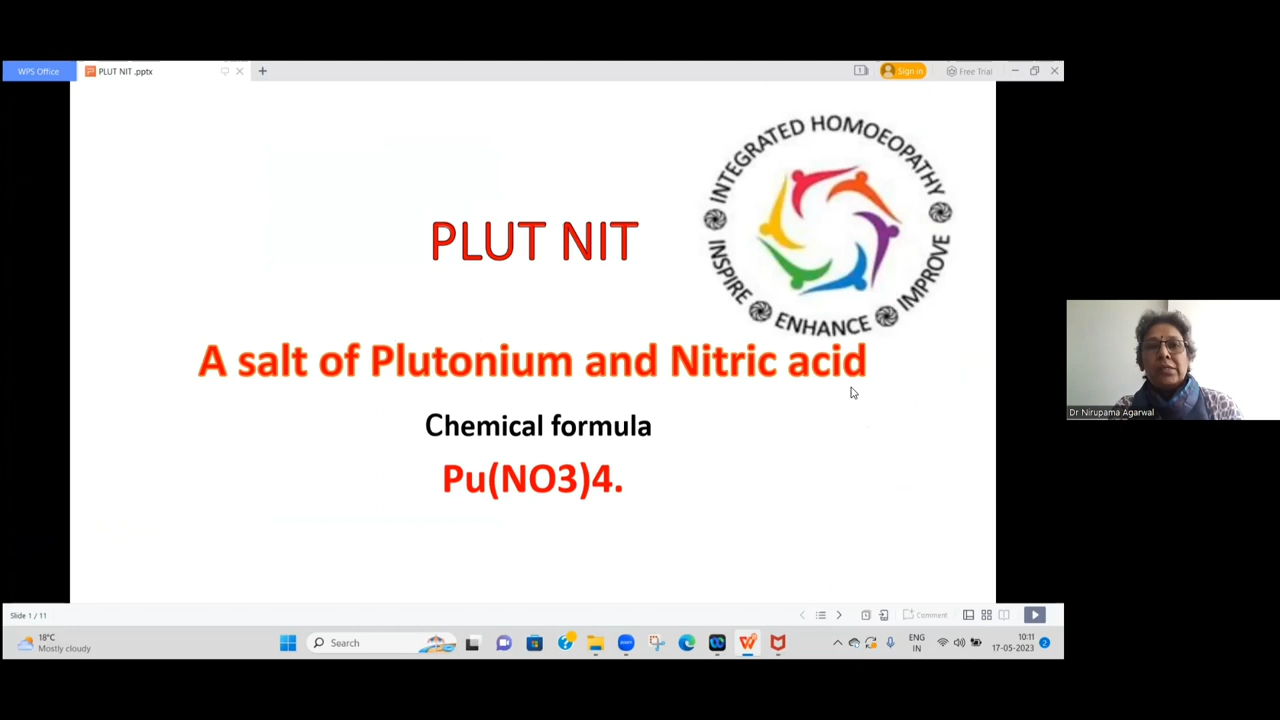 WPS Office
PLUT NIT .pptx
Sign in
Free Trial
INTEGRATED HOMOEOPATHY
INSPIRE ENHANCE IMPROVE
PLUT NIT
A salt of Plutonium and Nitric acid
Chemical formula
Pu(NO3)4.
Dr Nirupama Agarwal
Slide 1 / 11
Comment
18°C
Mostly cloudy
Search
ENG
IN
10:11
17-05-2023
2